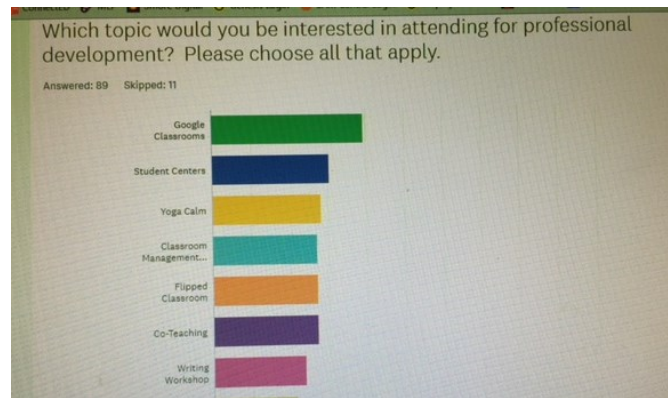 Which topic would you be interested in attending for professional
development? Please choose all that apply.
Answered: 89 Skipped: 11
Google
Classrooms
Student Centers
Yoga Calm
Classroom
Management...
Flipped
Classroom
Co-Teaching
Writing
Workshop